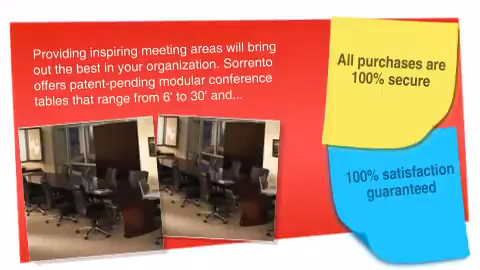 Providing inspiring meeting areas will bring
out the best in your organization. Sorrento
offers patent-pending modular conference
tables that range from 6' to 30' and...
All purchases are
100% secure
100% satisfaction
guaranteed